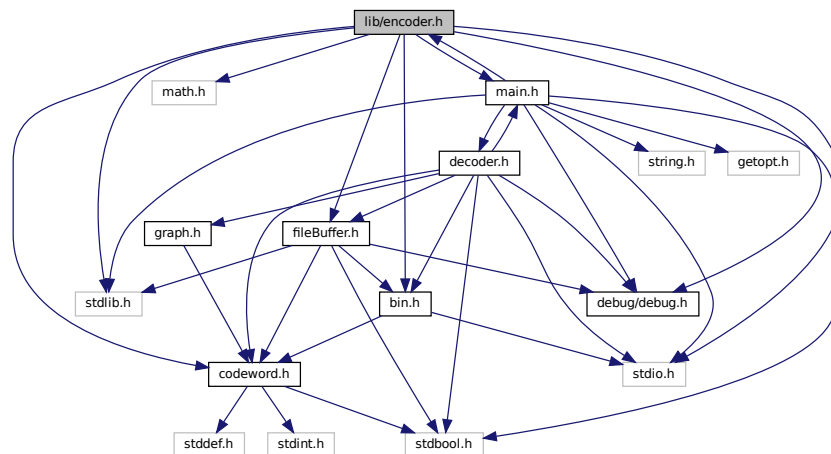 lib/encoder.h
math.h
main.h
decoder.h
string.h
getopt.h
graph.h
fileBuffer.h
stdlib.h
bin.h
debug/debug.h
codeword.h
stdio.h
stddef.h
stdint.h
stdbool.h